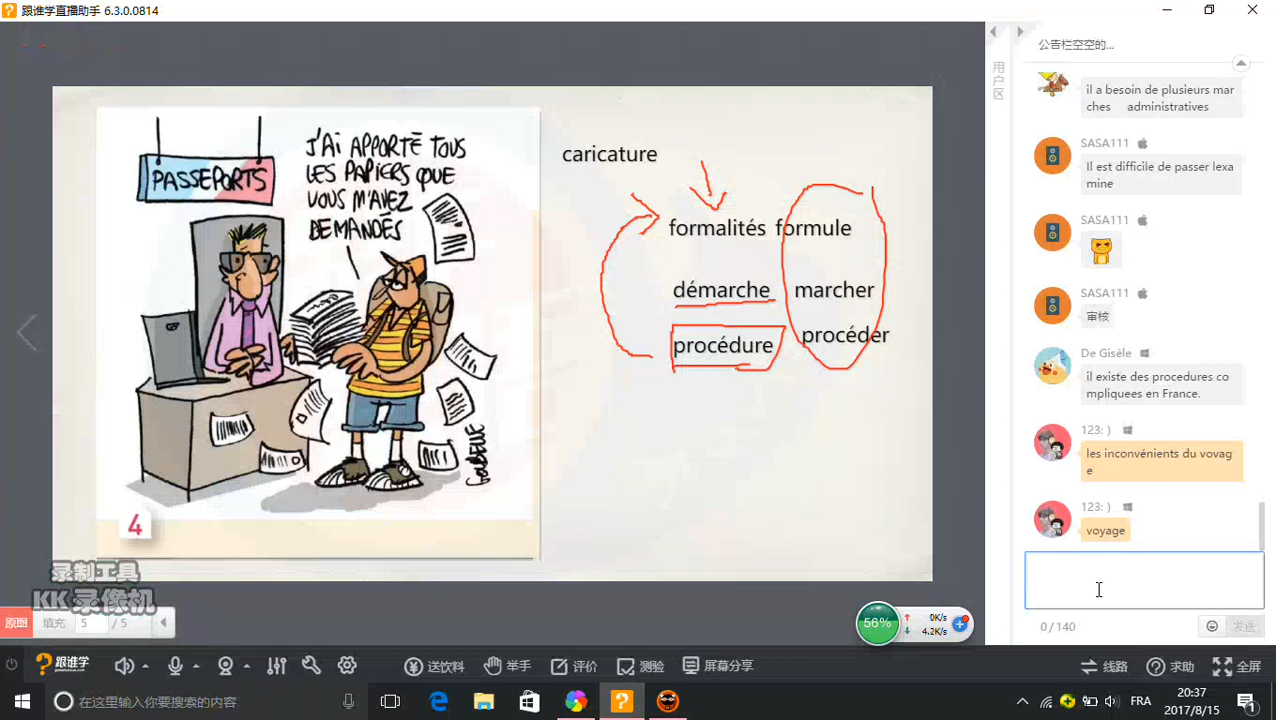 跟谁学直播助手 6.3.0.0814
PASSEPORTS
J'AI APPORTÉ TOUS
LES PAPIERS QUE
VOUS M'AVEZ
DEMANDÉS
4
caricature
formalités formule
démarche marcher
procédure procéder
用户区
公告栏空空的...
il a besoin de plusieurs mar
ches administratives
SASA111
Il est difficile de passer lexa
mine
SASA111
SASA111
审核
De Giséle
il existe des procedures co
mpliquees en France.
123: )
les inconvénients du vovag
e
123: )
voyage
0 / 140
发送
录制工具
KK 录像机
原图 填充 5 / 5
56%
0K/s
4.2K/s
跟谁学
送饮料 举手 评价 测验 屏幕分享 线路 求助 全屏
在这里输入你要搜索的内容
FRA
20:37
2017/8/15
1